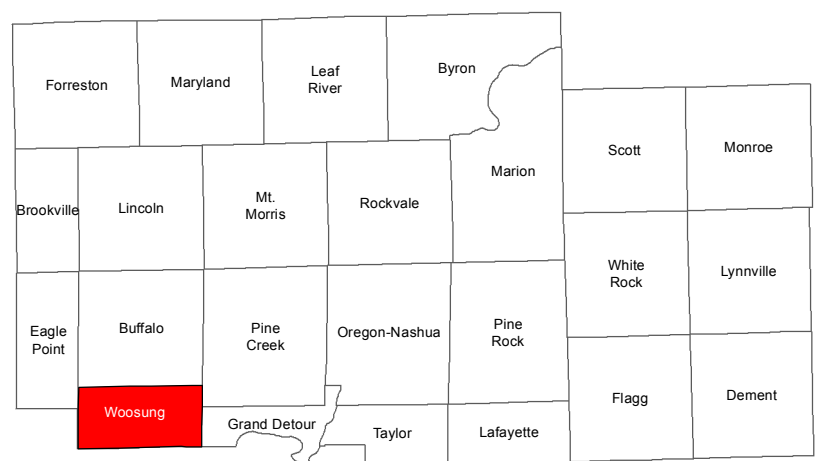 Forreston
Maryland
Leaf
River
Byron
Scott
Monroe
Brookville
Lincoln
Mt.
Morris
Rockvale
Marion
White
Rock
Lynnville
Eagle
Point
Buffalo
Pine
Creek
Oregon-Nashua
Pine
Rock
Flagg
Dement
Woosung
Grand Detour
Taylor
Lafayette